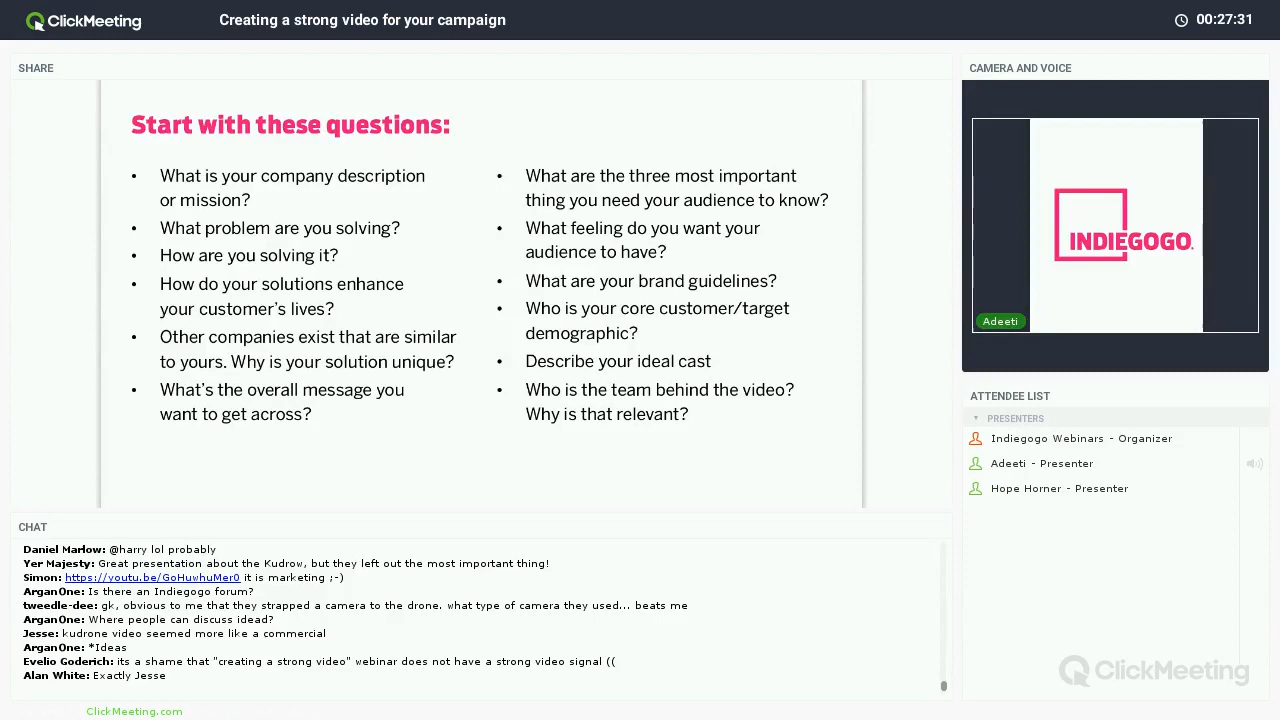 ClickMeeting
Creating a strong video for your campaign
00:27:31
SHARE
Start with these questions:
• What is your company description
or mission?
• What problem are you solving?
• How are you solving it?
• How do your solutions enhance
your customer’s lives?
• Other companies exist that are similar
to yours. Why is your solution unique?
• What’s the overall message you
want to get across?
• What are the three most important
thing you need your audience to know?
• What feeling do you want your
audience to have?
• What are your brand guidelines?
• Who is your core customer/target
demographic?
• Describe your ideal cast
• Who is the team behind the video?
Why is that relevant?
CAMERA AND VOICE
INDIEGOGO.
Adeeti
ATTENDEE LIST
PRESENTERS
Indiegogo Webinars - Organizer
Adeeti - Presenter
Hope Horner - Presenter
CHAT
Daniel Marlow: @harry lol probably
Yer Majesty: Great presentation about the Kudrow, but they left out the most important thing!
Simon: https://youtu.be/GoHuwhuMer0 it is marketing ;-)
ArganOne: Is there an Indiegogo forum?
tweedle-dee: gk, obvious to me that they strapped a camera to the drone. what type of camera they used... beats me
ArganOne: Where people can discuss idead?
Jesse: kudrone video seemed more like a commercial
ArganOne: *Ideas
Evelio Goderich: its a shame that "creating a strong video" webinar does not have a strong video signal ((
Alan White: Exactly Jesse
ClickMeeting
ClickMeeting.com